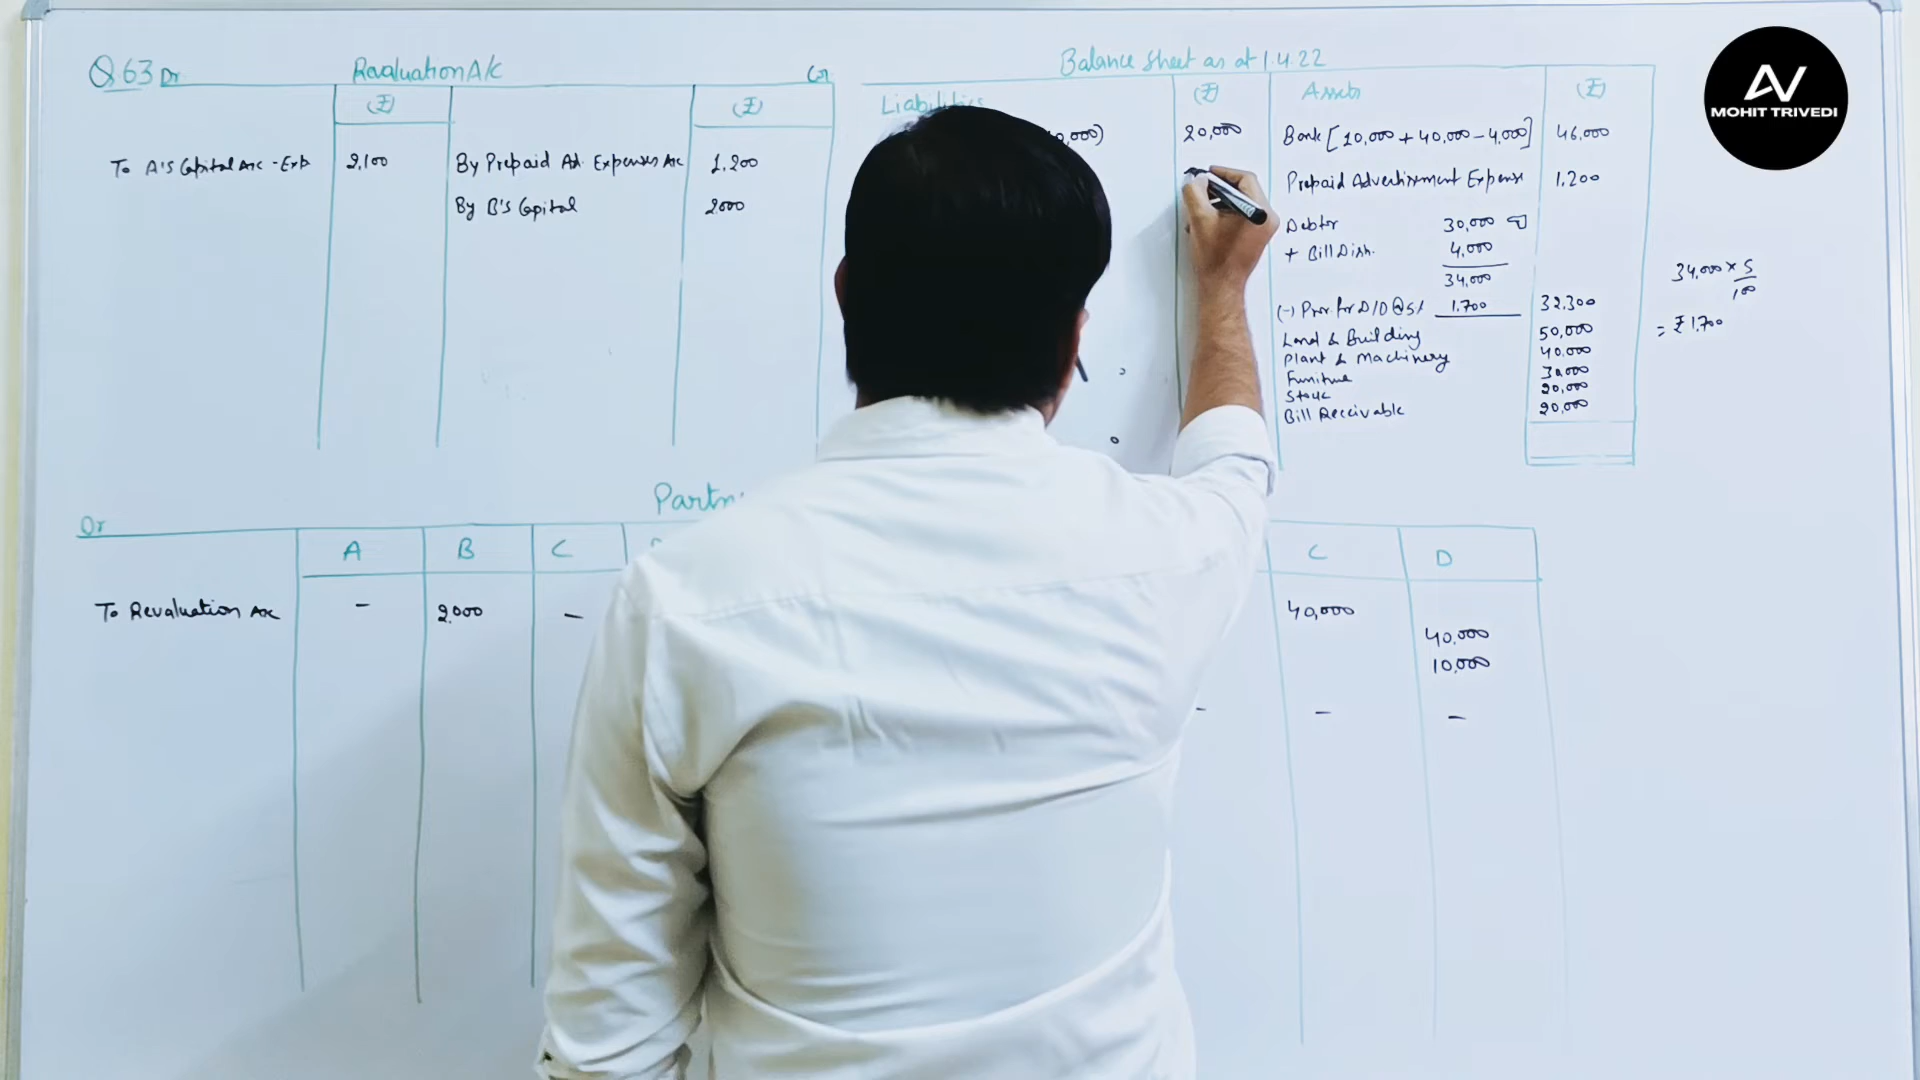 Q 63 Dr Revaluation A/c Cr
(₹) (₹)
To A's Capital A/c - Exp 2,100 By Prepaid Ad. Expenses A/c 1,200
By B's Capital 2000
Balance Sheet as at 1.4.22
Liabilities (₹) Assets (₹)
0,000) 20,000 Bank [10,000 + 40,000 - 4,000] 46,000
Prepaid Advertisement Expense 1,200
Debtor 30,000
+ Bill Dish. 4,000
34,000
(-) Prov. for D/D @ 5% 1,700 32,300
Land & Building 50,000
Plant & Machinery 40,000
Furniture 30,000
Stock 20,000
Bill Receivable 20,000
34,000 × 5
100
= ₹ 1,700
Partn
Dr
A B C C D
To Revaluation A/c - 2,000 - 40,000
40,000
10,000
- - -
AV
MOHIT TRIVEDI